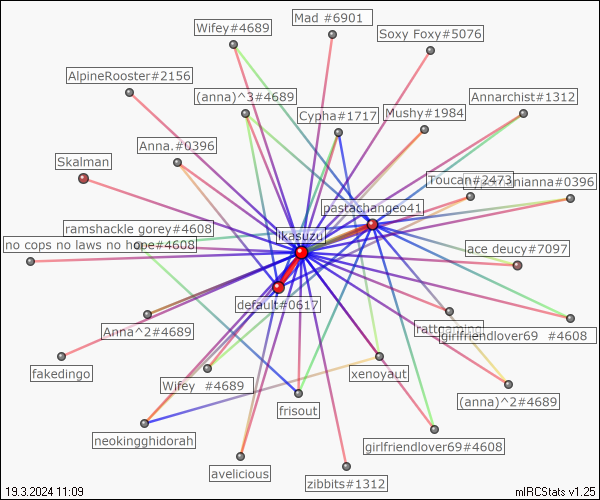 Mad #6901
Wifey#4689
Soxy Foxy#5076
AlpineRooster#2156
(anna)^3#4689
Annarchist#1312
Cypha#1717
Mushy#1984
Anna.#0396
Skalman
Toucan#2473
nianna#0396
pastachangeo41
ramshackle gorey#4608
ikasuzu
no cops no laws no hope#4608
ace deucy#7097
default#0617
Anna^2#4689
girlfriendlover69 #4608
fakedingo
xenoyaut
Wifey #4689
(anna)^2#4689
frisout
neokingghidorah
girlfriendlover69#4608
avelicious
zibbits#1312
19.3.2024 11:09
mIRCStats v1.25